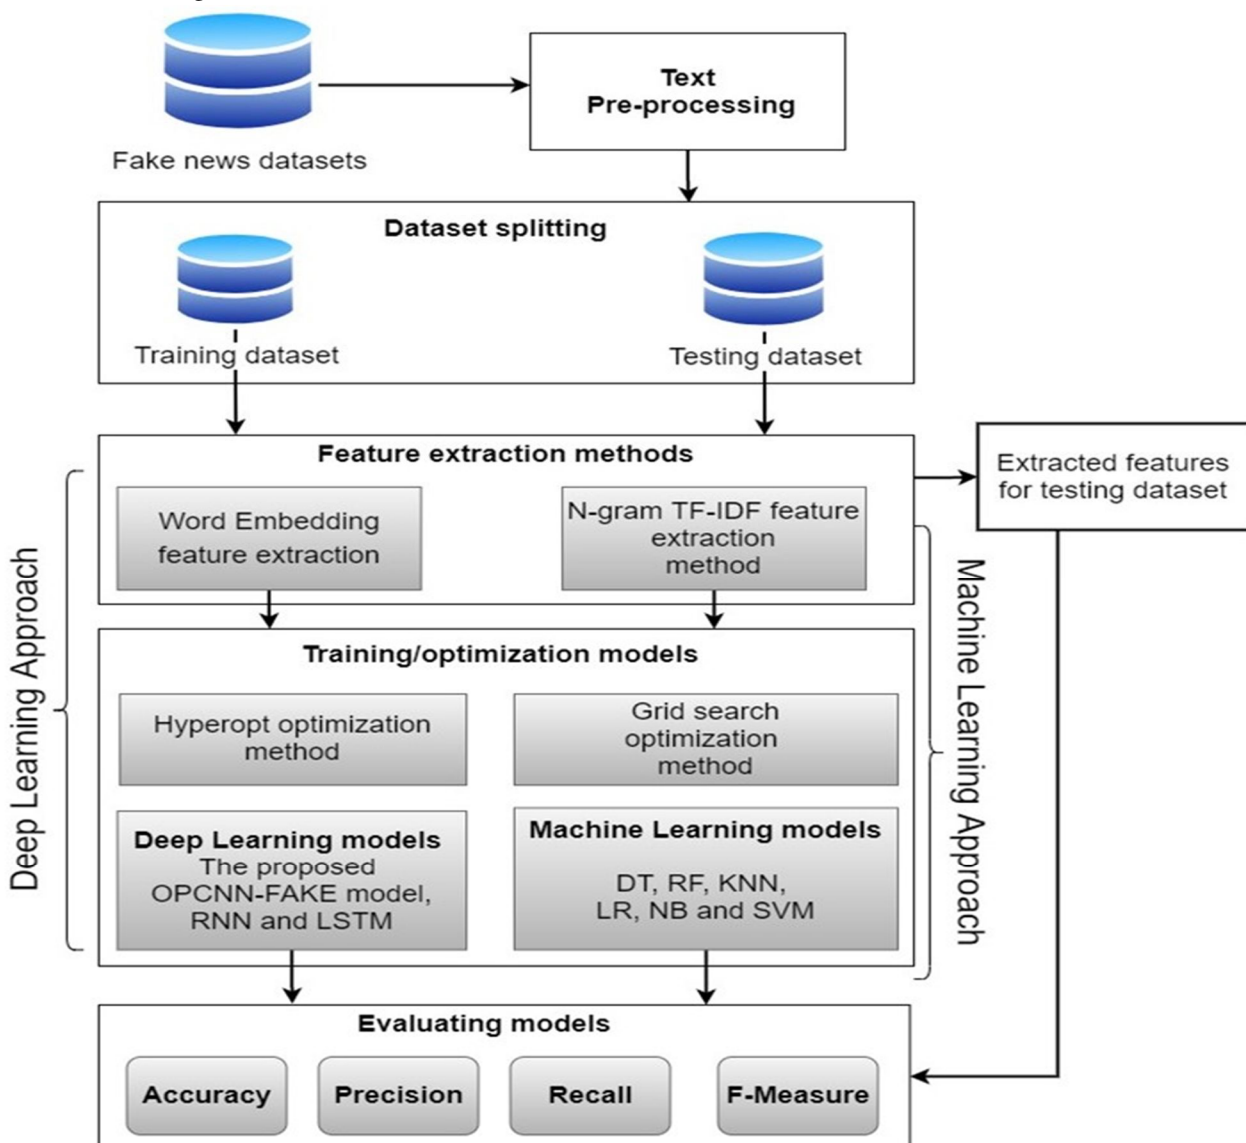 Fake news datasets
Text
Pre-processing
Dataset splitting
Training dataset
Testing dataset
Feature extraction methods
Word Embedding
feature extraction
N-gram TF-IDF feature
extraction
method
Extracted features
for testing dataset
Deep Learning Approach
Machine Learning Approach
Training/optimization models
Hyperopt optimization
method
Grid search
optimization
method
Deep Learning models
The proposed
OPCNN-FAKE model,
RNN and LSTM
Machine Learning models
DT, RF, KNN,
LR, NB and SVM
Evaluating models
Accuracy
Precision
Recall
F-Measure